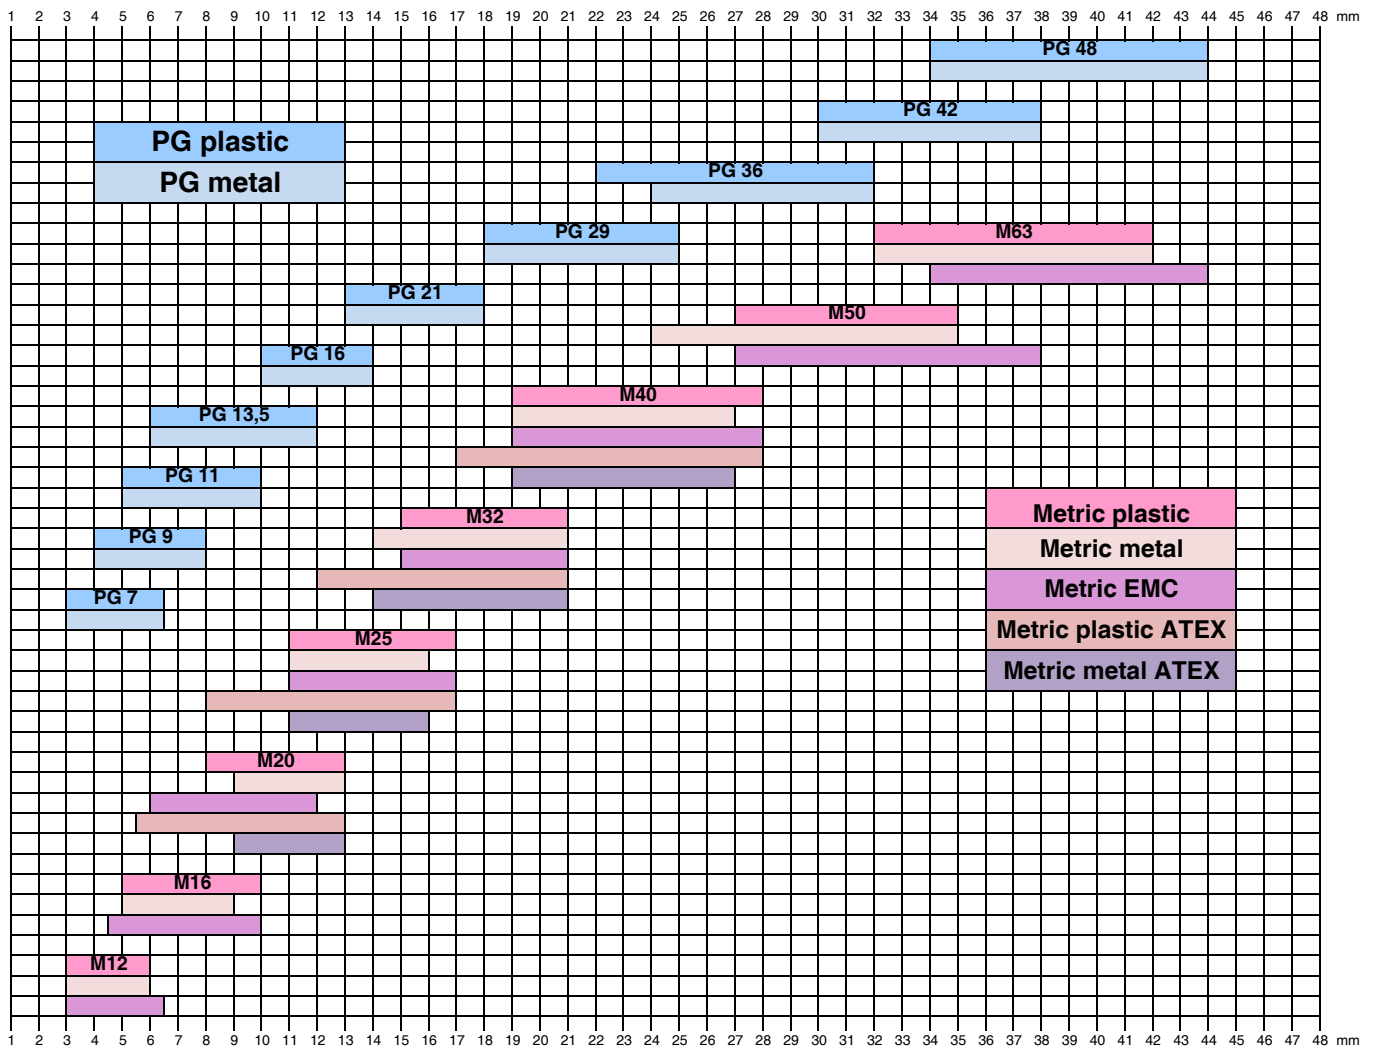 1 2 3 4 5 6 7 8 9 10 11 12 13 14 15 16 17 18 19 20 21 22 23 24 25 26 27 28 29 30 31 32 33 34 35 36 37 38 39 40 41 42 43 44 45 46 47 48 mm
PG 48
PG 42
PG plastic
PG 36
PG metal
PG 29 M63
PG 21
M50
PG 16
M40
PG 13,5
PG 11
M32
Metric plastic
PG 9
Metric metal
Metric EMC
PG 7
Metric plastic ATEX
M25
Metric metal ATEX
M20
M16
M12
1 2 3 4 5 6 7 8 9 10 11 12 13 14 15 16 17 18 19 20 21 22 23 24 25 26 27 28 29 30 31 32 33 34 35 36 37 38 39 40 41 42 43 44 45 46 47 48 mm